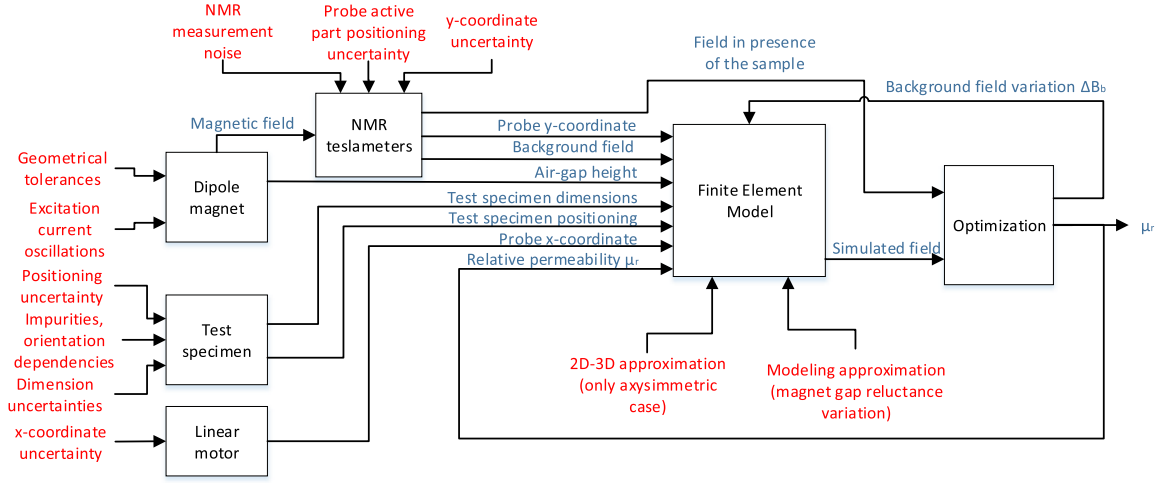 NMR
measurement
noise
Probe active
part positioning
uncertainty
y-coordinate
uncertainty
Field in presence
of the sample
Background field variation ΔBb
Magnetic field
NMR
teslameters
Probe y-coordinate
Background field
Air-gap height
Test specimen dimensions
Test specimen positioning
Probe x-coordinate
Relative permeability μr
Geometrical
tolerances
Excitation
current
oscillations
Dipole
magnet
Finite Element
Model
Optimization
μr
Simulated field
Positioning
uncertainty
Impurities,
orientation
dependencies
Dimension
uncertainties
Test
specimen
2D-3D approximation
(only axysimmetric
case)
Modeling approximation
(magnet gap reluctance
variation)
x-coordinate
uncertainty
Linear
motor